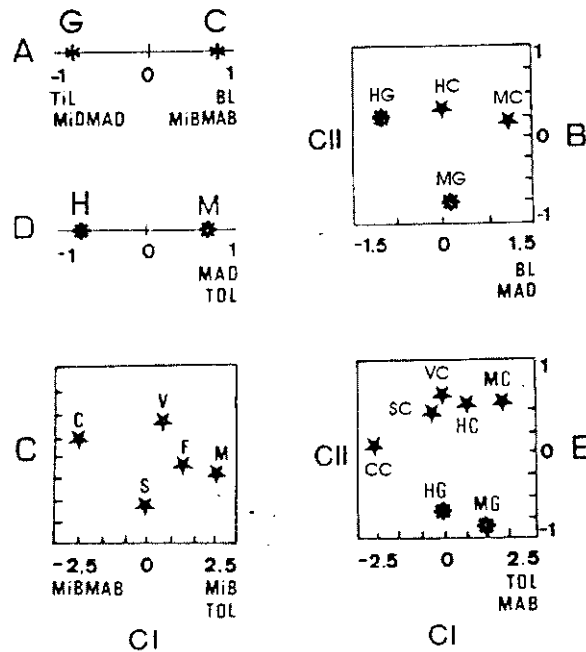 G C
A
-1 0 1
TiL BL
MiDMAD MiBMAB
H M
D
-1 0 1
MAD
TOL
1
HG HC MC
CII 0 B
MG
-1
-1.5 0 1.5
BL
MAD
C V
C F M
S
-2.5 0 2.5
MiBMAB MiB
TOL
CI
1
VC MC
SC HC
CII 0 E
CC
HG MG
-1
-2.5 0 2.5
TOL
MAB
CI